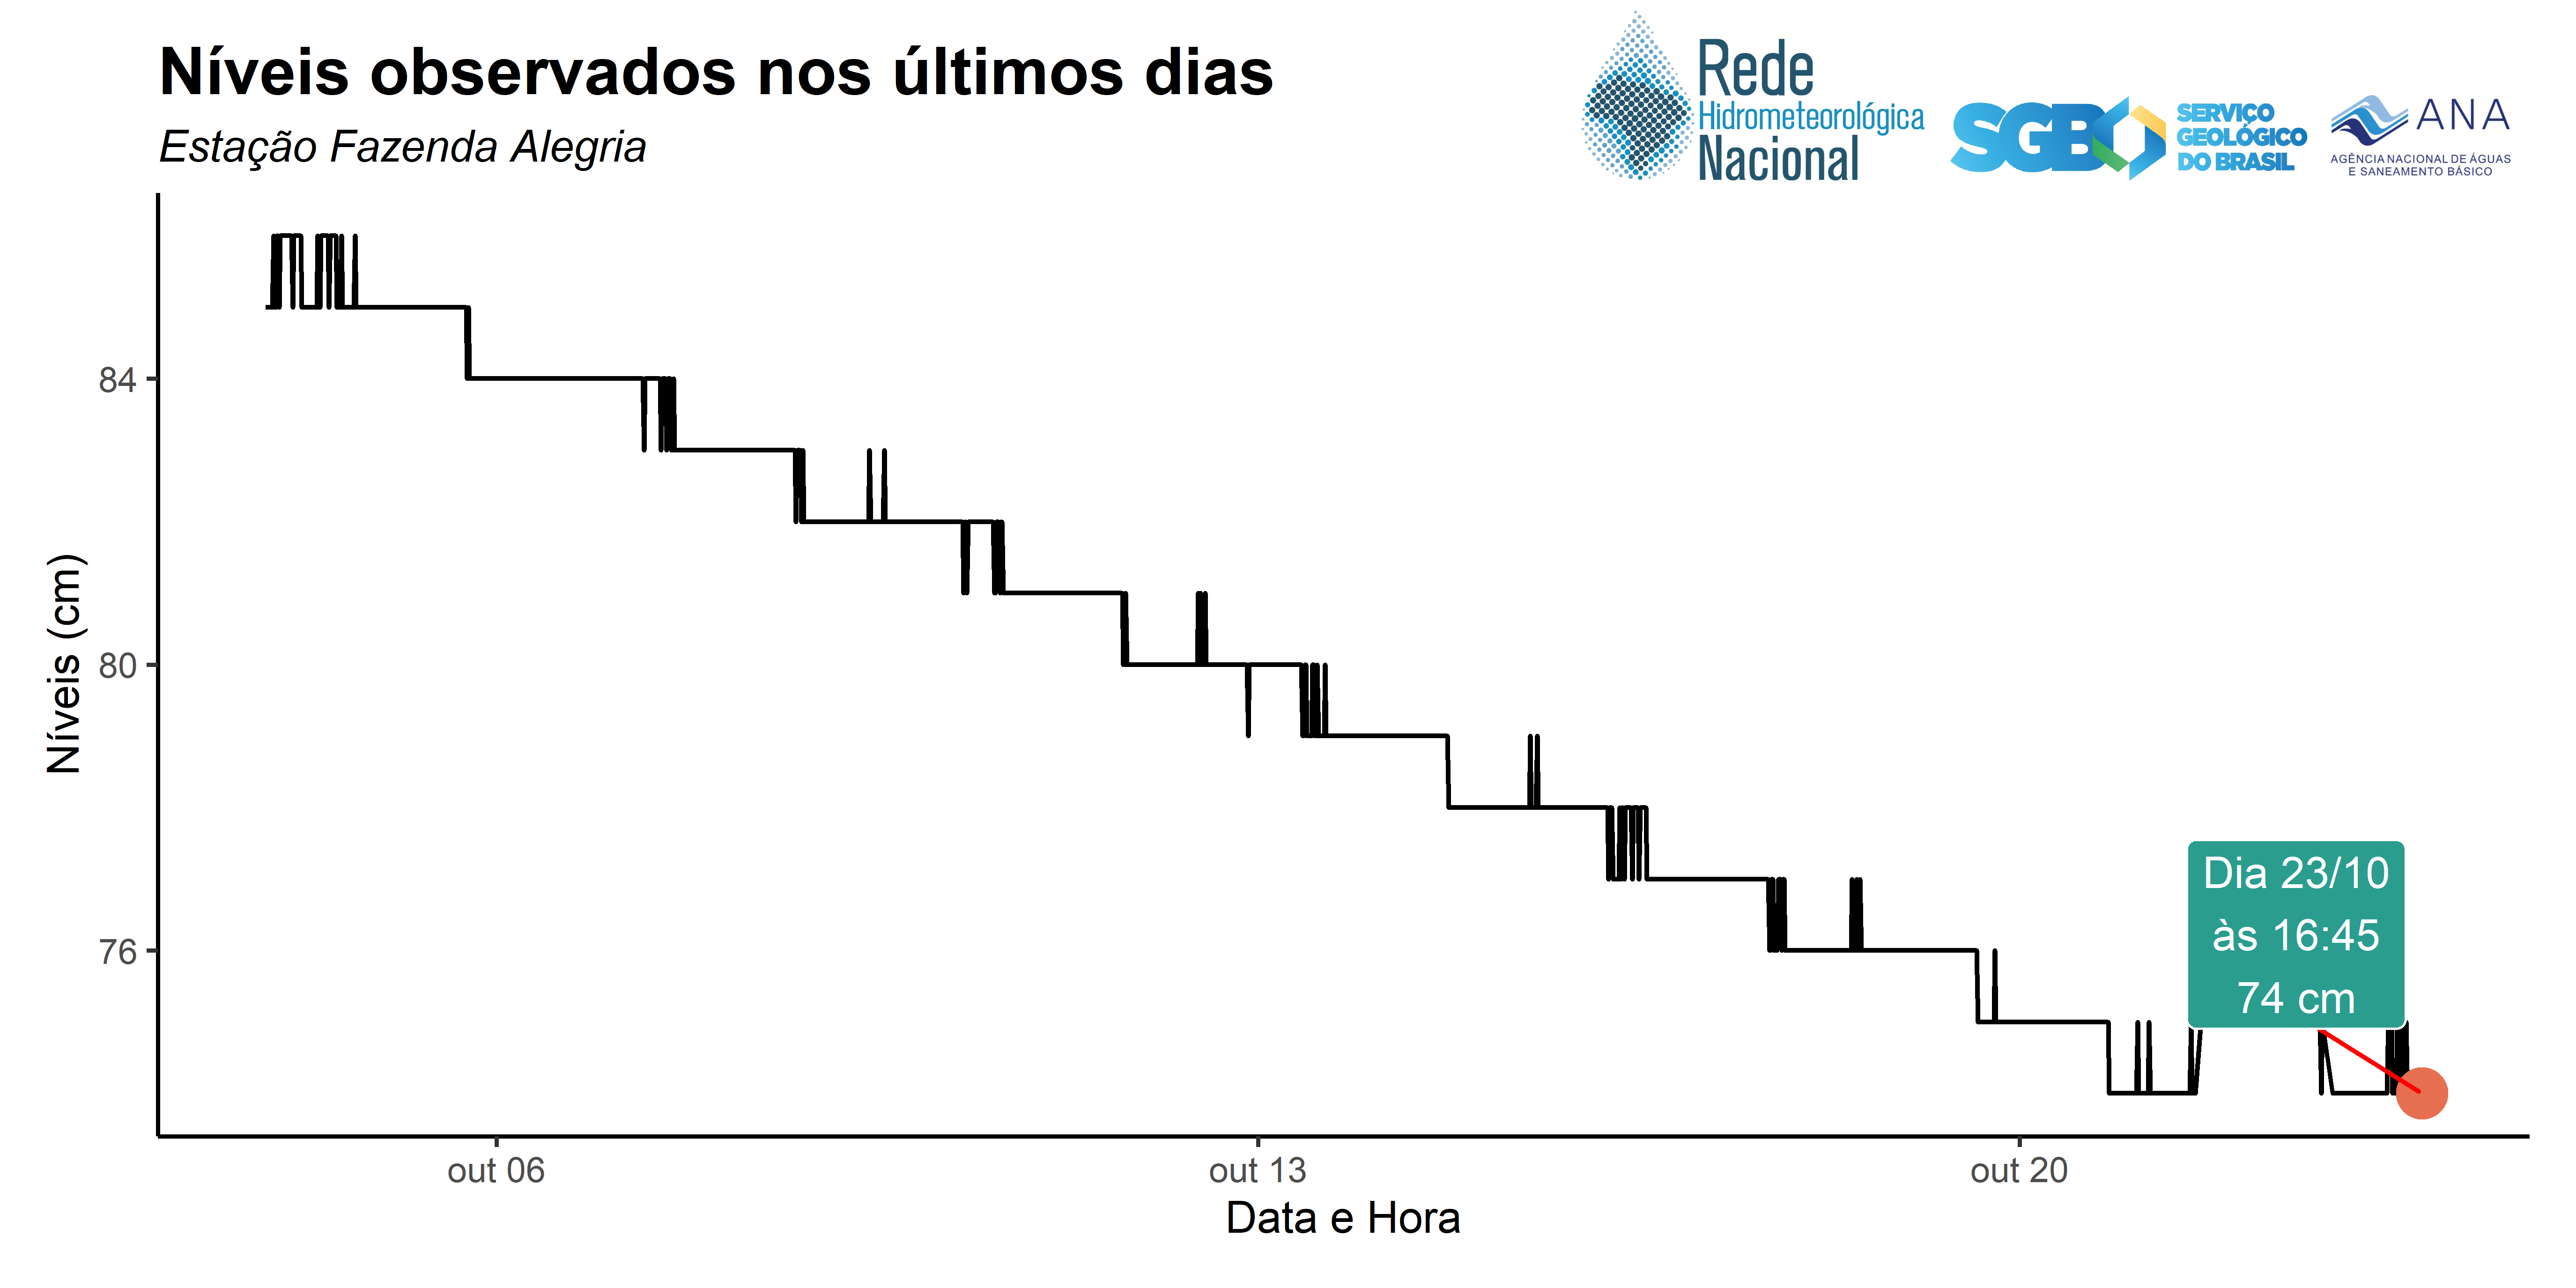 Níveis observados nos últimos dias
Estação Fazenda Alegria
Rede
Hidrometeorológica
Nacional
SGB
SERVIÇO
GEOLÓGICO
DO BRASIL
ANA
AGÊNCIA NACIONAL DE ÁGUAS
E SANEAMENTO BÁSICO
Níveis (cm)
84
80
76
Dia 23/10
às 16:45
74 cm
out 06
out 13
out 20
Data e Hora